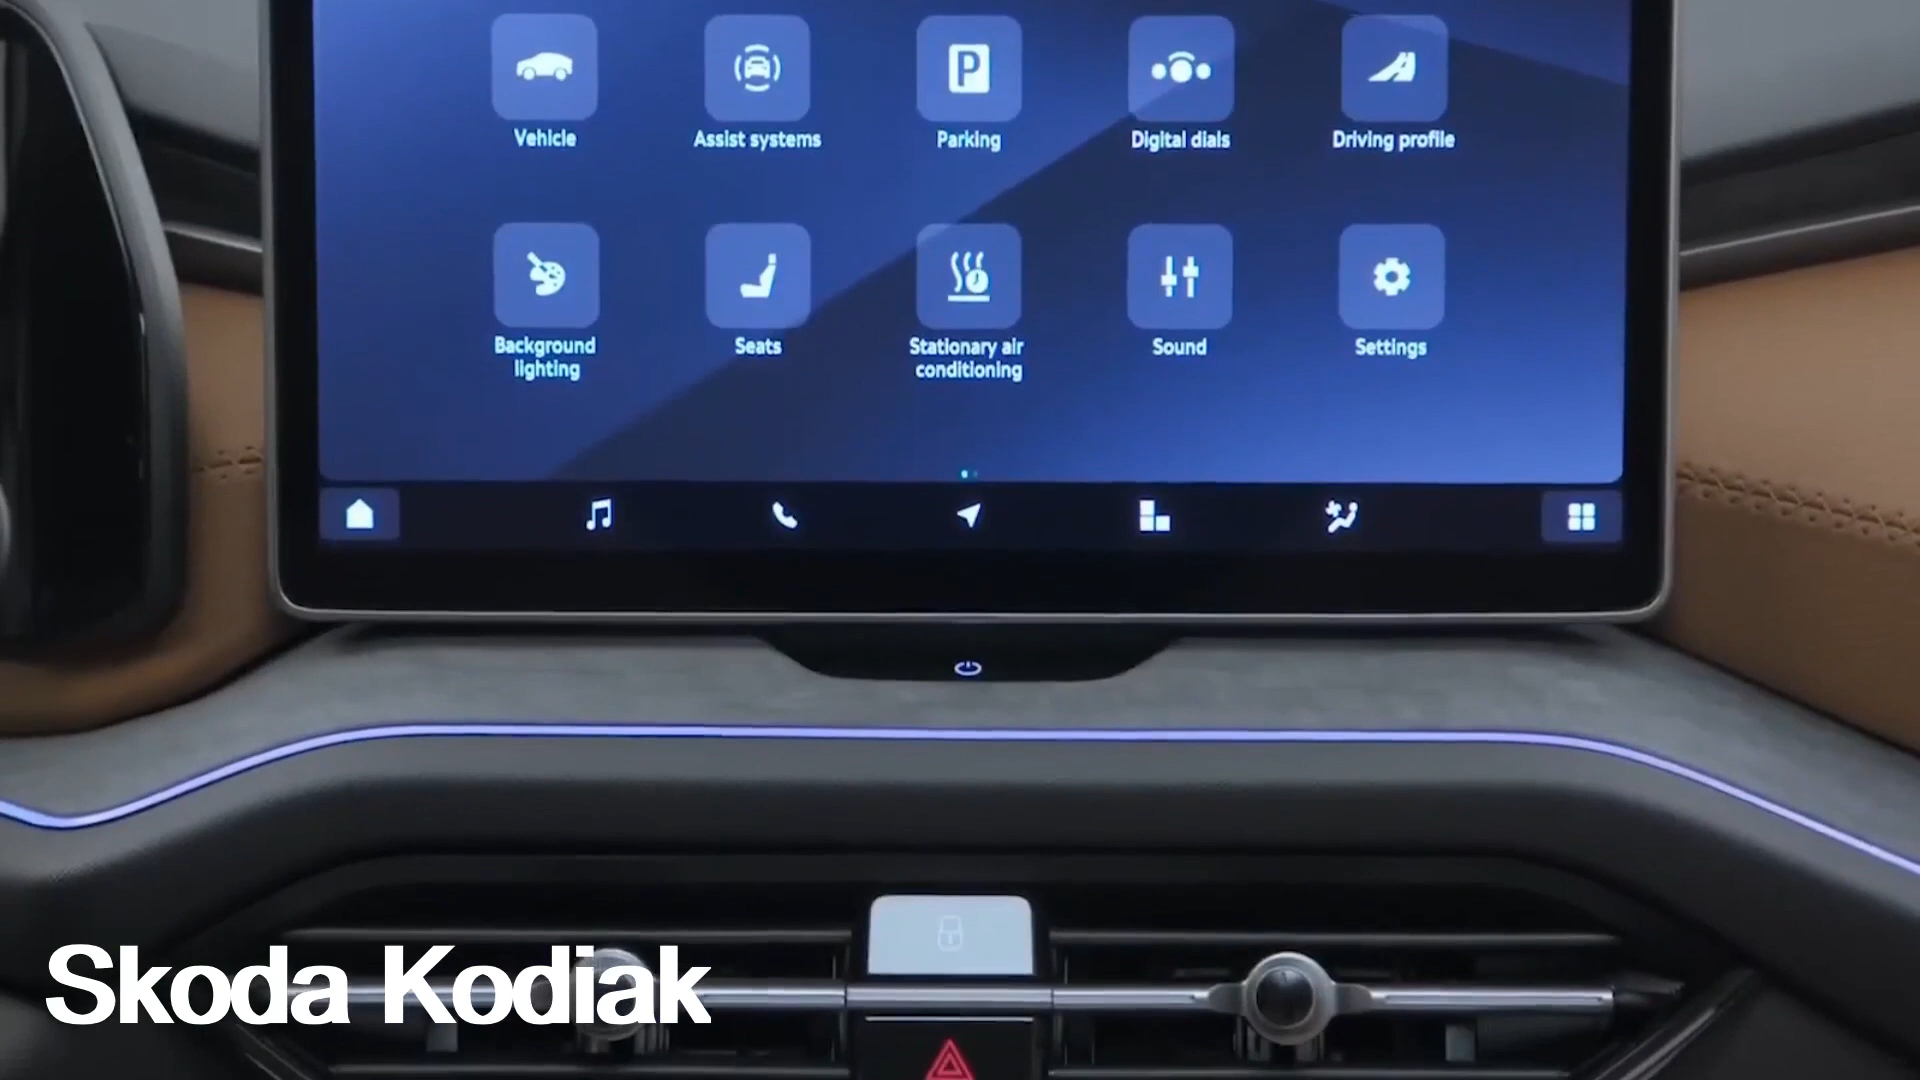 Vehicle
Assist systems
Parking
Digital dials
Driving profile
Background
lighting
Seats
Stationary air
conditioning
Sound
Settings
Skoda Kodiak